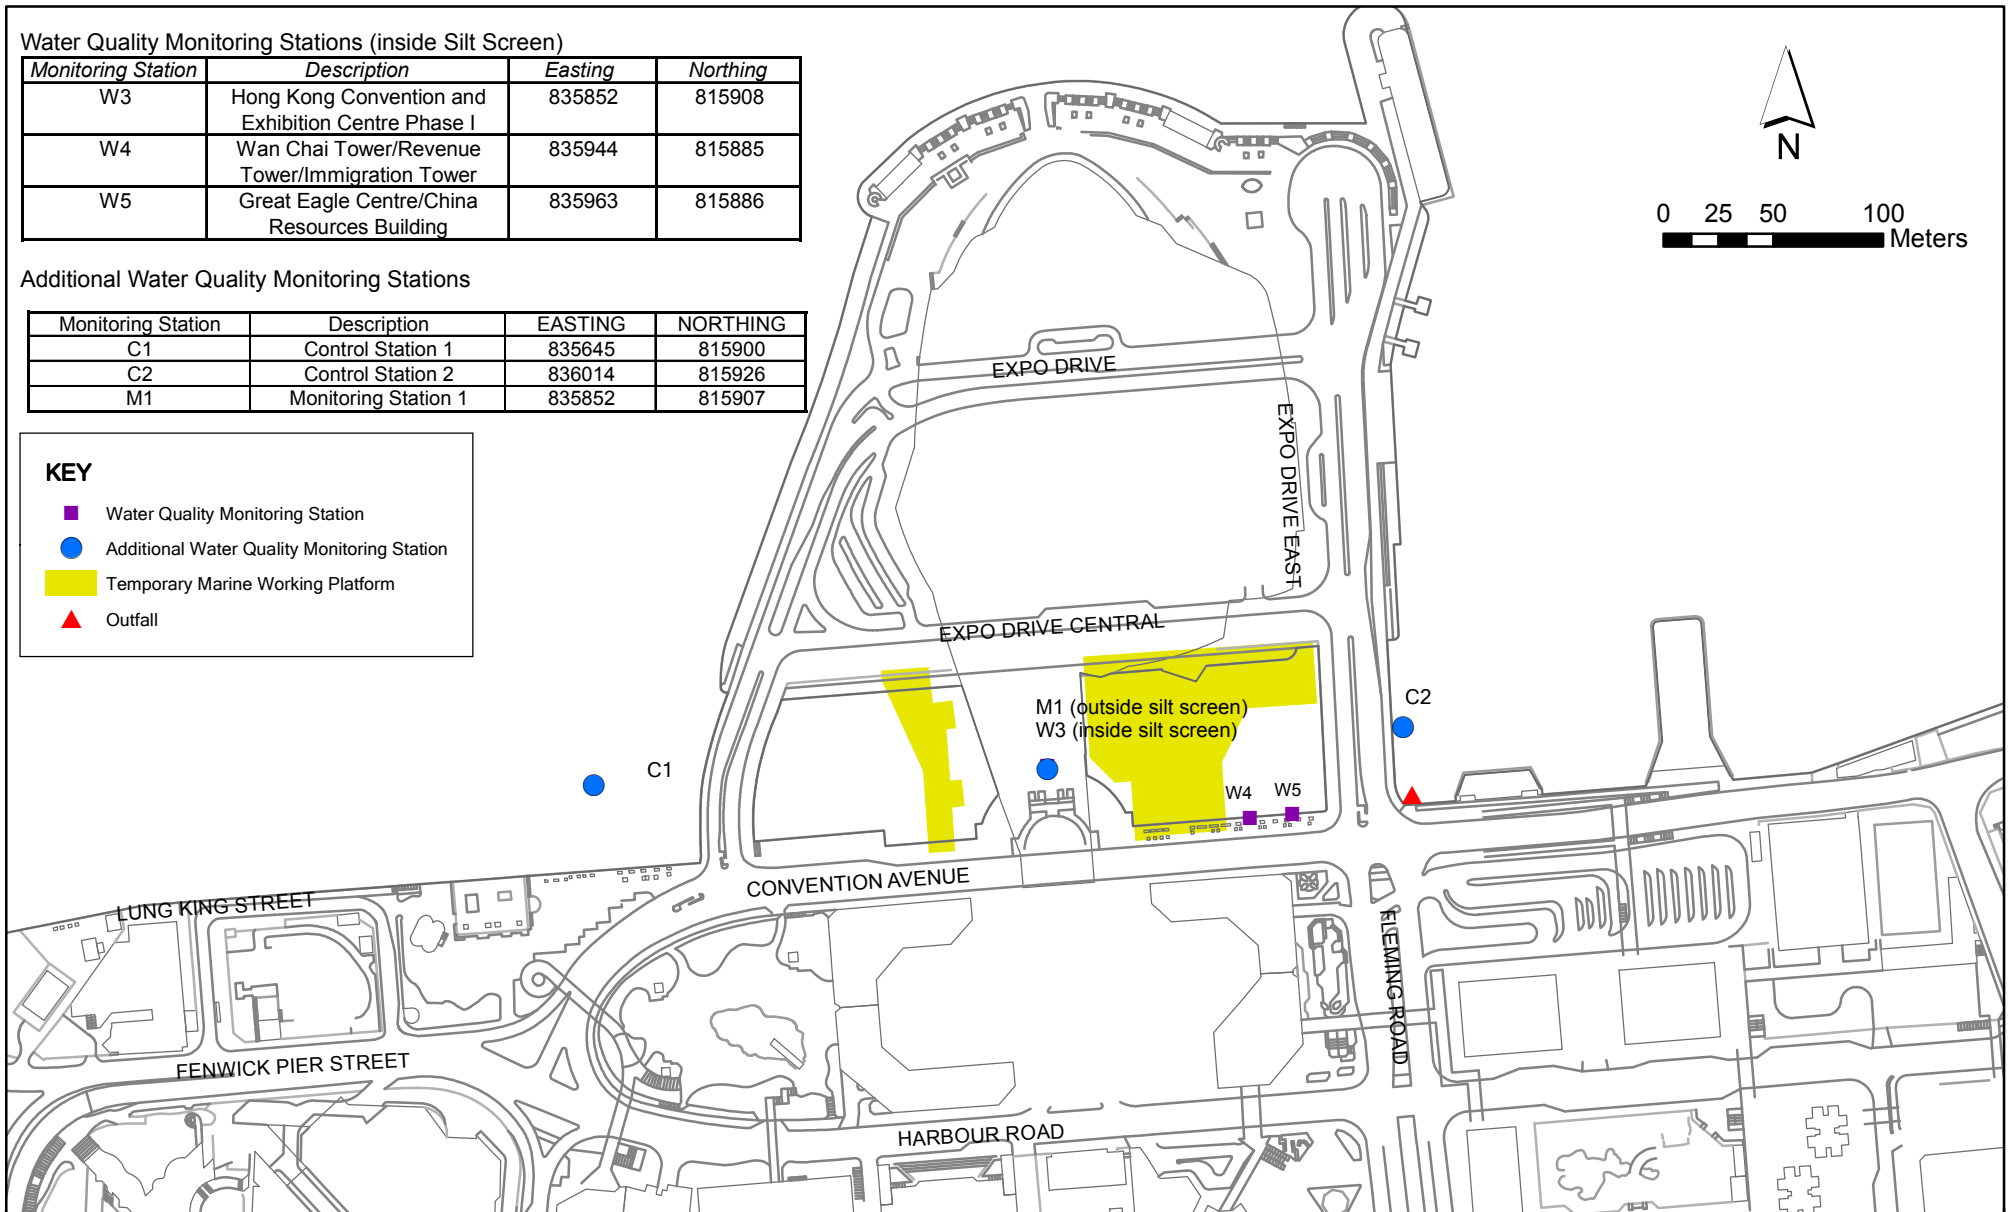 Water Quality Monitoring Stations (inside Silt Screen)
Monitoring Station Description Easting Northing
W3 Hong Kong Convention and 835852 815908
Exhibition Centre Phase I
W4 Wan Chai Tower/Revenue 835944 815885
Tower/Immigration Tower
W5 Great Eagle Centre/China 835963 815886
Resources Building
Additional Water Quality Monitoring Stations
Monitoring Station Description EASTING NORTHING
C1 Control Station 1 835645 815900
C2 Control Station 2 836014 815926
M1 Monitoring Station 1 835852 815907
KEY
Water Quality Monitoring Station
Additional Water Quality Monitoring Station
Temporary Marine Working Platform
Outfall
N
0 25 50 100
Meters
EXPO DRIVE
EXPO DRIVE EAST
EXPO DRIVE CENTRAL
M1 (outside silt screen)
W3 (inside silt screen)
C2
C1
W4 W5
CONVENTION AVENUE
LUNG KING STREET
FLEMING ROAD
FENWICK PIER STREET
HARBOUR ROAD